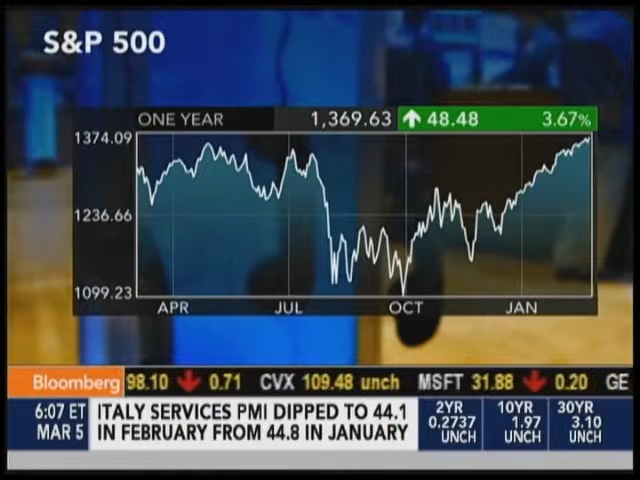 S&P 500
ONE YEAR 1,369.63 48.48 3.67%
1374.09
1236.66
1099.23
APR JUL OCT JAN
Bloomberg 98.10 0.71 CVX 109.48 unch MSFT 31.88 0.20 GE
6:07 ET
MAR 5
ITALY SERVICES PMI DIPPED TO 44.1
IN FEBRUARY FROM 44.8 IN JANUARY
2YR 10YR 30YR
0.2737 1.97 3.10
UNCH UNCH UNCH